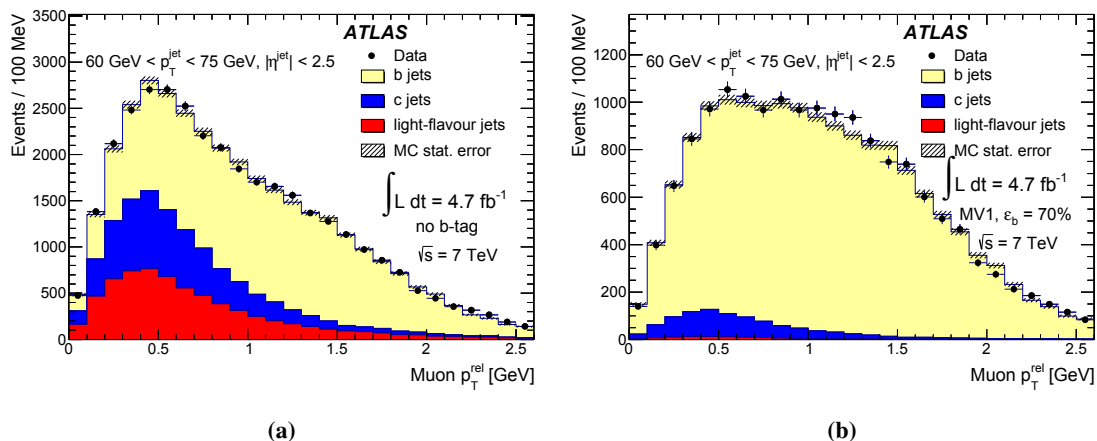 Events / 100 MeV
3500
3000
2500
2000
1500
1000
500
0
ATLAS
60 GeV < p_T^jet < 75 GeV, |η^jet| < 2.5
Data
b jets
c jets
light-flavour jets
MC stat. error
∫ L dt = 4.7 fb⁻¹
no b-tag
√s = 7 TeV
0 0.5 1 1.5 2 2.5
Muon p_T^rel [GeV]
(a)
Events / 100 MeV
1200
1000
800
600
400
200
0
ATLAS
60 GeV < p_T^jet < 75 GeV, |η^jet| < 2.5
Data
b jets
c jets
light-flavour jets
MC stat. error
∫ L dt = 4.7 fb⁻¹
MV1, ε_b = 70%
√s = 7 TeV
0 0.5 1 1.5 2 2.5
Muon p_T^rel [GeV]
(b)